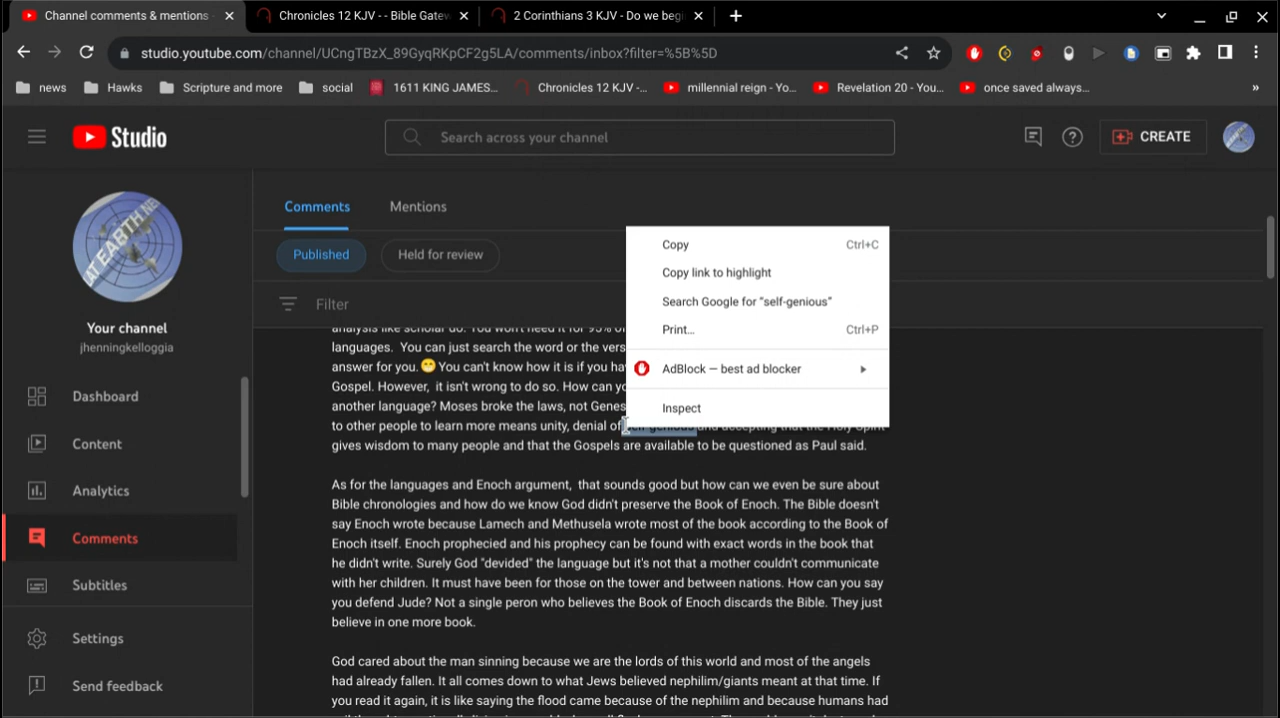 Channel comments & mentions
Chronicles 12 KJV - - Bible Gatew
2 Corinthians 3 KJV - Do we begi
studio.youtube.com/channel/UCngTBzX_89GyqRKpCF2g5LA/comments/inbox?filter=%5B%5D
news
Hawks
Scripture and more
social
1611 KING JAMES...
Chronicles 12 KJV -...
millennial reign - Yo...
Revelation 20 - You...
once saved always...
»
Studio
Search across your channel
CREATE
Your channel
jhenningkelloggia
Dashboard
Content
Analytics
Comments
Subtitles
Settings
Send feedback
Comments Mentions
Published Held for review
Filter
Copy Ctrl+C
Copy link to highlight
Search Google for “self-genious”
Print... Ctrl+P
AdBlock — best ad blocker
Inspect
analysis like scholar do. You won't need it for 95% of
languages. You can just search the word or the vers
answer for you.😁 You can't know how it is if you ha
Gospel. However, it isn't wrong to do so. How can yo
another language? Moses broke the laws, not Genes
to other people to learn more means unity, denial of self-genious and accepting that the Holy Spirit
gives wisdom to many people and that the Gospels are available to be questioned as Paul said.
As for the languages and Enoch argument, that sounds good but how can we even be sure about
Bible chronologies and how do we know God didn't preserve the Book of Enoch. The Bible doesn't
say Enoch wrote because Lamech and Methusela wrote most of the book according to the Book of
Enoch itself. Enoch prophecied and his prophecy can be found with exact words in the book that
he didn't write. Surely God "devided" the language but it's not that a mother couldn't communicate
with her children. It must have been for those on the tower and between nations. How can you say
you defend Jude? Not a single peron who believes the Book of Enoch discards the Bible. They just
believe in one more book.
God cared about the man sinning because we are the lords of this world and most of the angels
had already fallen. It all comes down to what Jews believed nephilim/giants meant at that time. If
you read it again, it is like saying the flood came because of the nephilim and because humans had